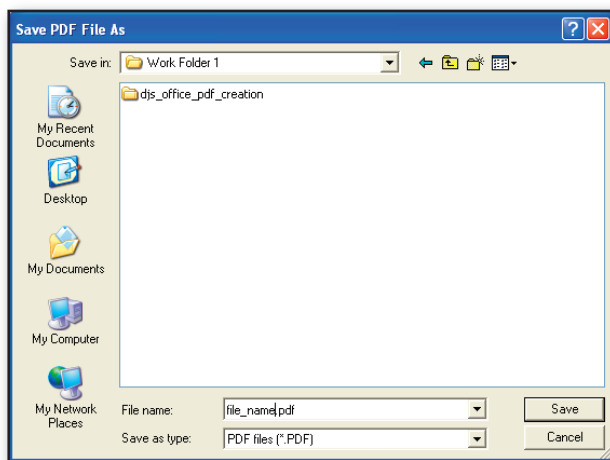 Save PDF File As
Save in:
Work Folder 1
djs_office_pdf_creation
My Recent
Documents
Desktop
My Documents
My Computer
My Network
Places
File name:
file_name.pdf
Save
Save as type:
PDF files (*.PDF)
Cancel